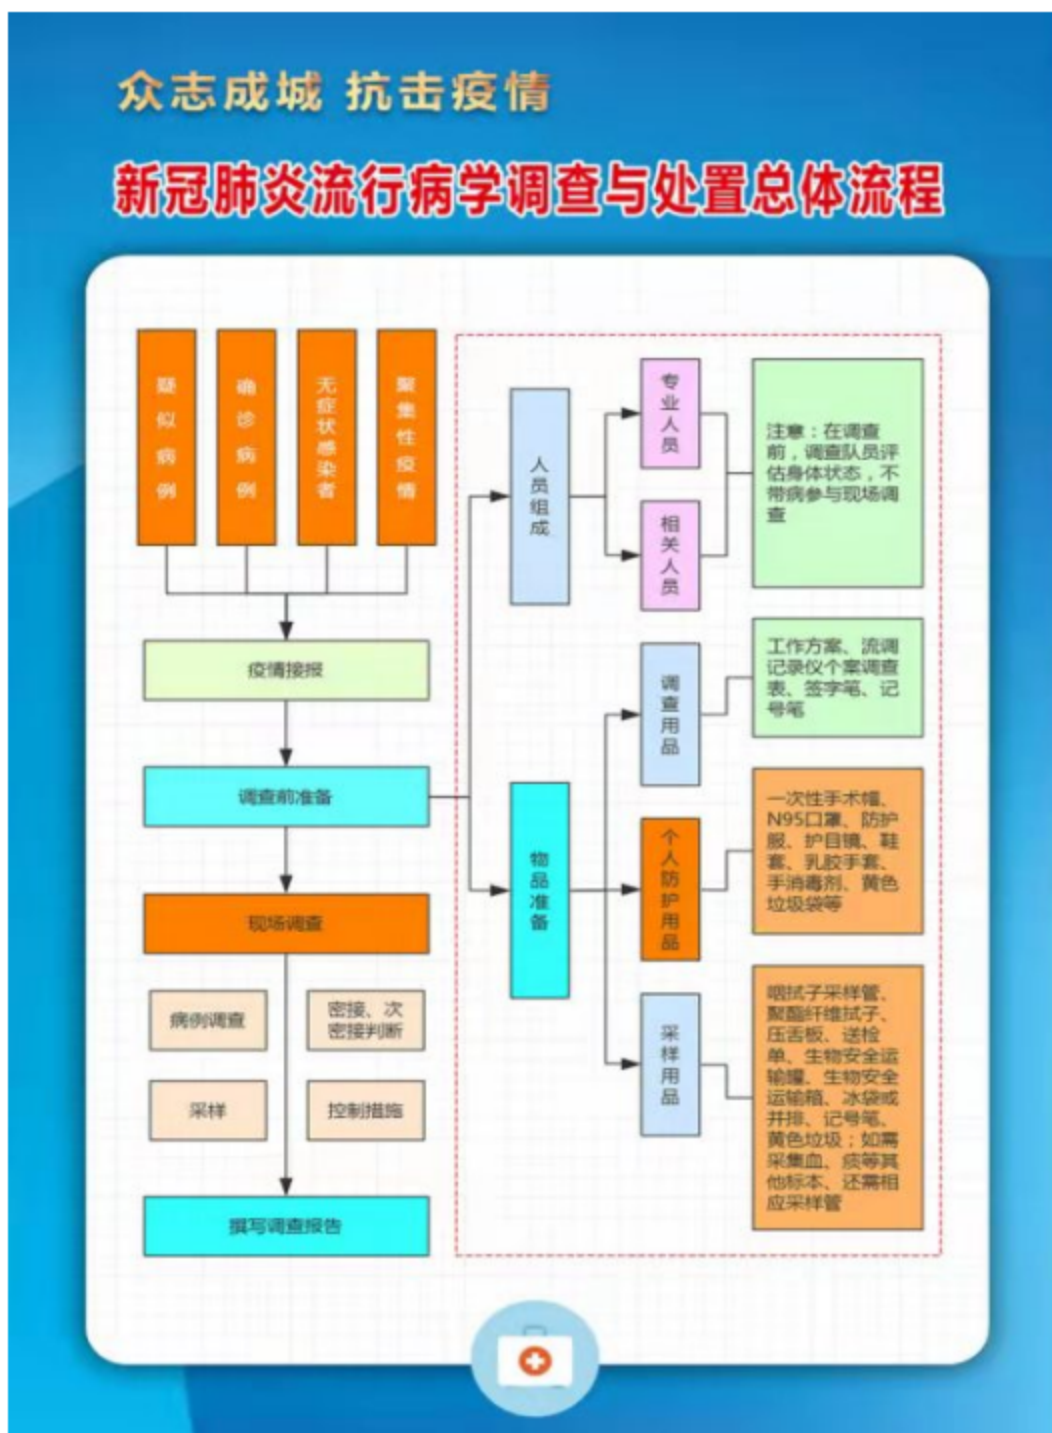 众志成城 抗击疫情
新冠肺炎流行病学调查与处置总体流程
疑似病例
确诊病例
无症状感染者
聚集性疫情
疫情接报
调查前准备
现场调查
病例调查
密接、次
密接判断
采样
控制措施
撰写调查报告
人员组成
专业人员
相关人员
注意：在调查
前，调查队员评
估身体状态，不
带病参与现场调
查
物品准备
调查用品
工作方案、流调
记录仪个案调查
表、签字笔、记
号笔
个人防护用品
一次性手术帽、
N95口罩、防护
服、护目镜、鞋
套、乳胶手套、
手消毒剂、黄色
垃圾袋等
采样用品
咽拭子采样管、
聚酯纤维拭子、
压舌板、送检
单、生物安全运
输罐、生物安全
运输箱、冰袋或
并排、记号笔、
黄色垃圾；如需
采集血、痰等其
他标本、还需相
应采样管